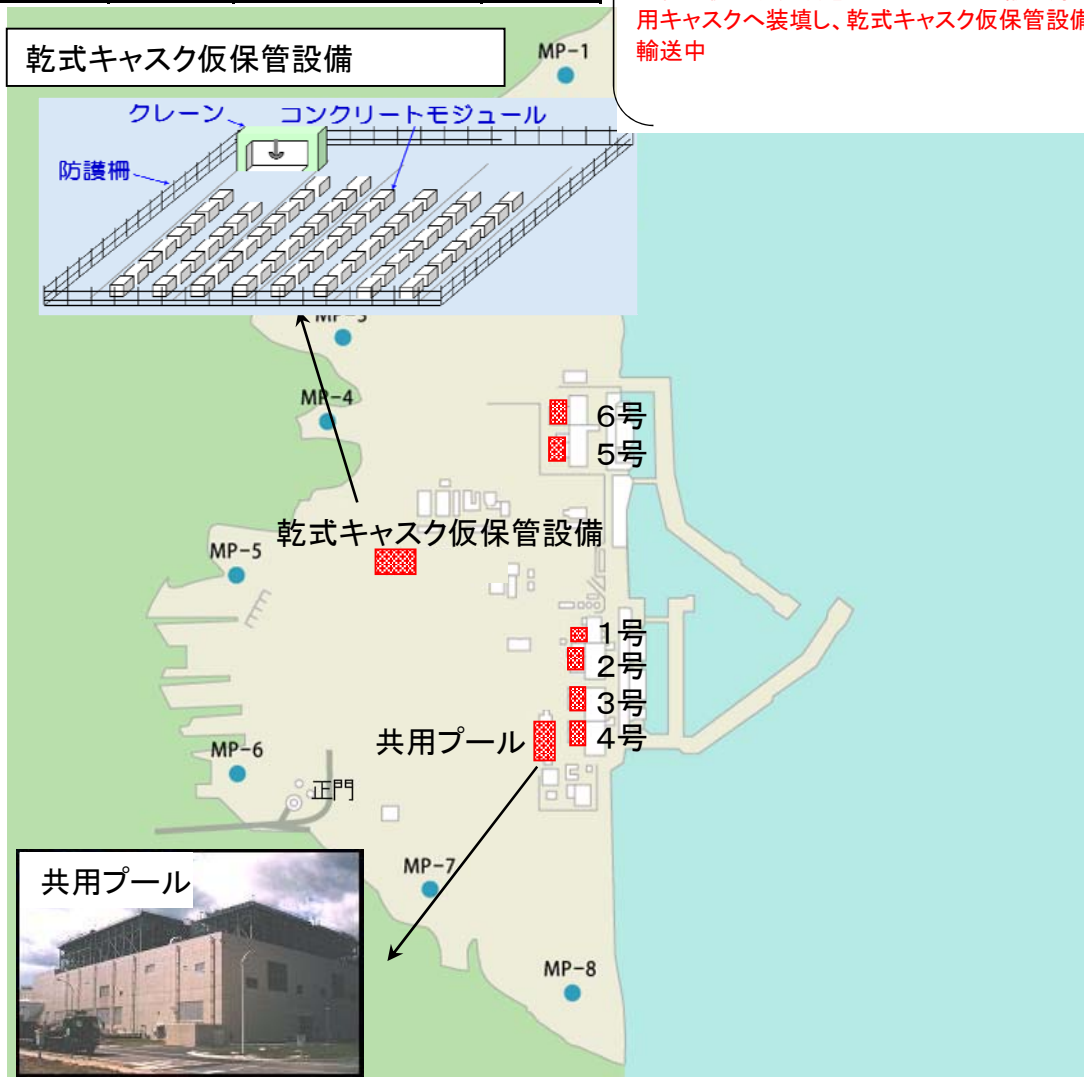 用キャスクへ装填し、乾式キャスク仮保管設備
輸送中
乾式キャスク仮保管設備
MP-1
クレーン
コンクリートモジュール
防護柵
MP-3
MP-4
6号
5号
乾式キャスク仮保管設備
MP-5
1号
2号
3号
4号
共用プール
MP-6
正門
MP-7
共用プール
MP-8